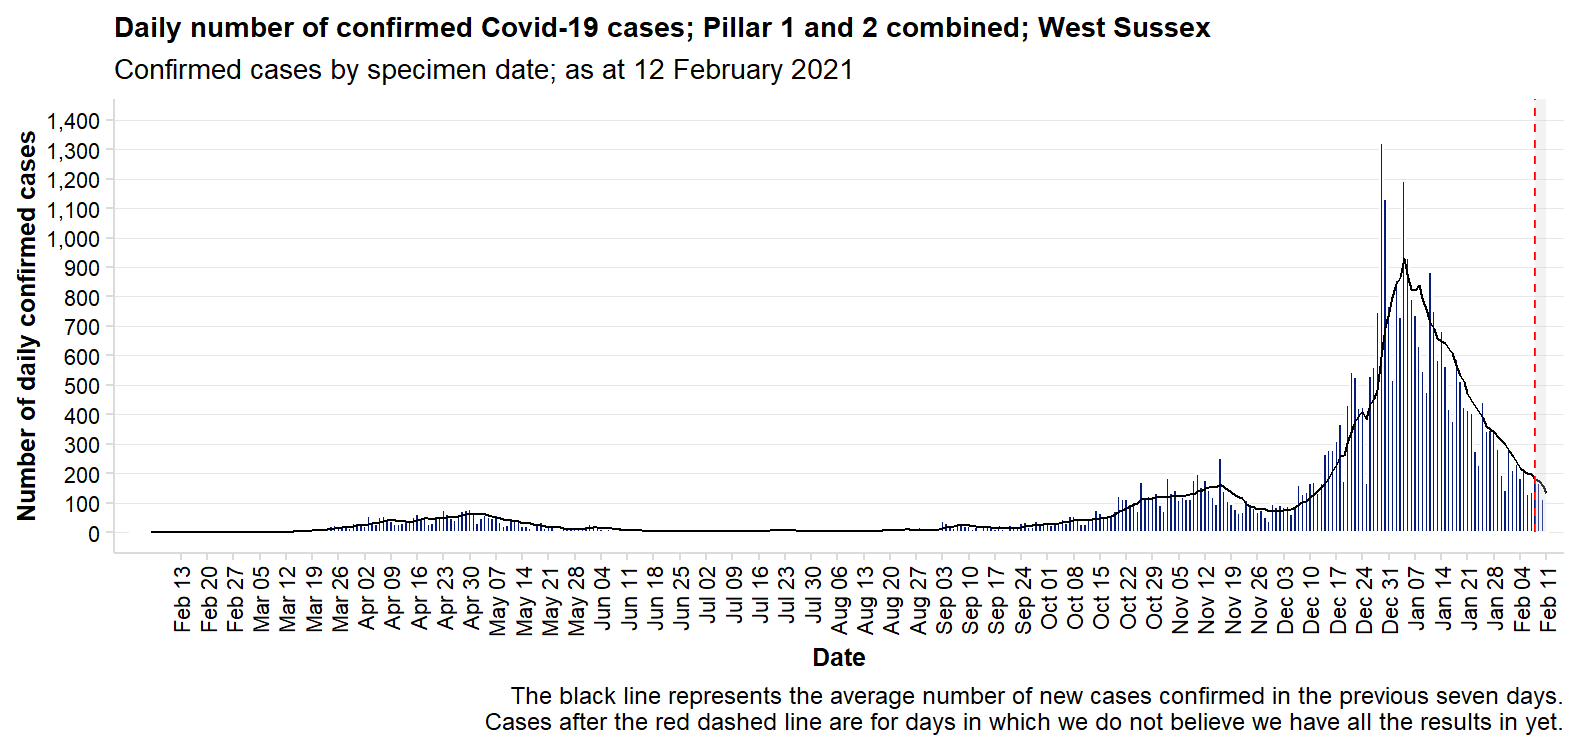 Daily number of confirmed Covid-19 cases; Pillar 1 and 2 combined; West Sussex
Confirmed cases by specimen date; as at 12 February 2021
Number of daily confirmed cases
1,400
1,300
1,200
1,100
1,000
900
800
700
600
500
400
300
200
100
0
Feb 13
Feb 20
Feb 27
Mar 05
Mar 12
Mar 19
Mar 26
Apr 02
Apr 09
Apr 16
Apr 23
Apr 30
May 07
May 14
May 21
May 28
Jun 04
Jun 11
Jun 18
Jun 25
Jul 02
Jul 09
Jul 16
Jul 23
Jul 30
Aug 06
Aug 13
Aug 20
Aug 27
Sep 03
Sep 10
Sep 17
Sep 24
Oct 01
Oct 08
Oct 15
Oct 22
Oct 29
Nov 05
Nov 12
Nov 19
Nov 26
Dec 03
Dec 10
Dec 17
Dec 24
Dec 31
Jan 07
Jan 14
Jan 21
Jan 28
Feb 04
Feb 11
Date
The black line represents the average number of new cases confirmed in the previous seven days.
Cases after the red dashed line are for days in which we do not believe we have all the results in yet.